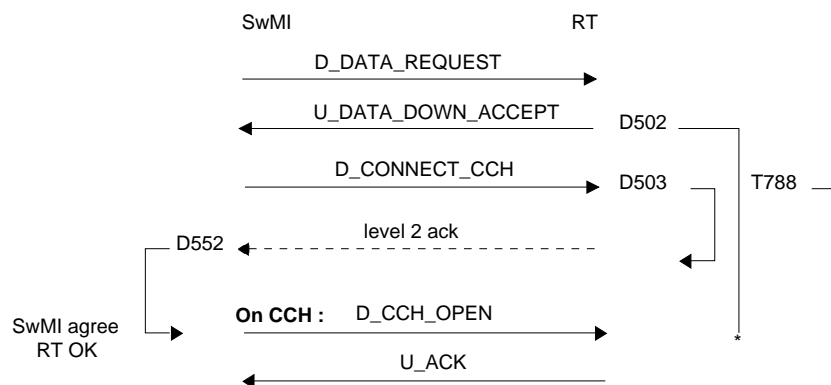 SwMI RT
D_DATA_REQUEST
U_DATA_DOWN_ACCEPT D502
D_CONNECT_CCH D503 T788
D552 level 2 ack
On CCH : D_CCH_OPEN
SwMI agree
RT OK
*
U_ACK